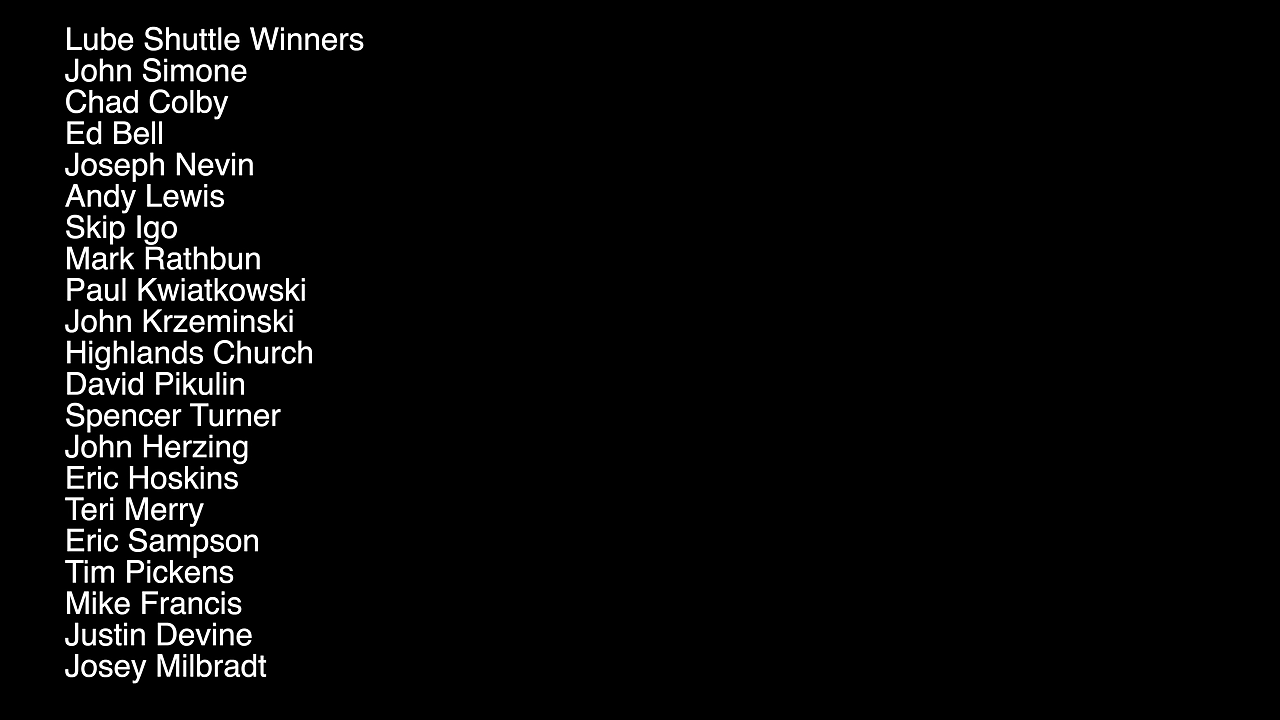 Lube Shuttle Winners
John Simone
Chad Colby
Ed Bell
Joseph Nevin
Andy Lewis
Skip Igo
Mark Rathbun
Paul Kwiatkowski
John Krzeminski
Highlands Church
David Pikulin
Spencer Turner
John Herzing
Eric Hoskins
Teri Merry
Eric Sampson
Tim Pickens
Mike Francis
Justin Devine
Josey Milbradt